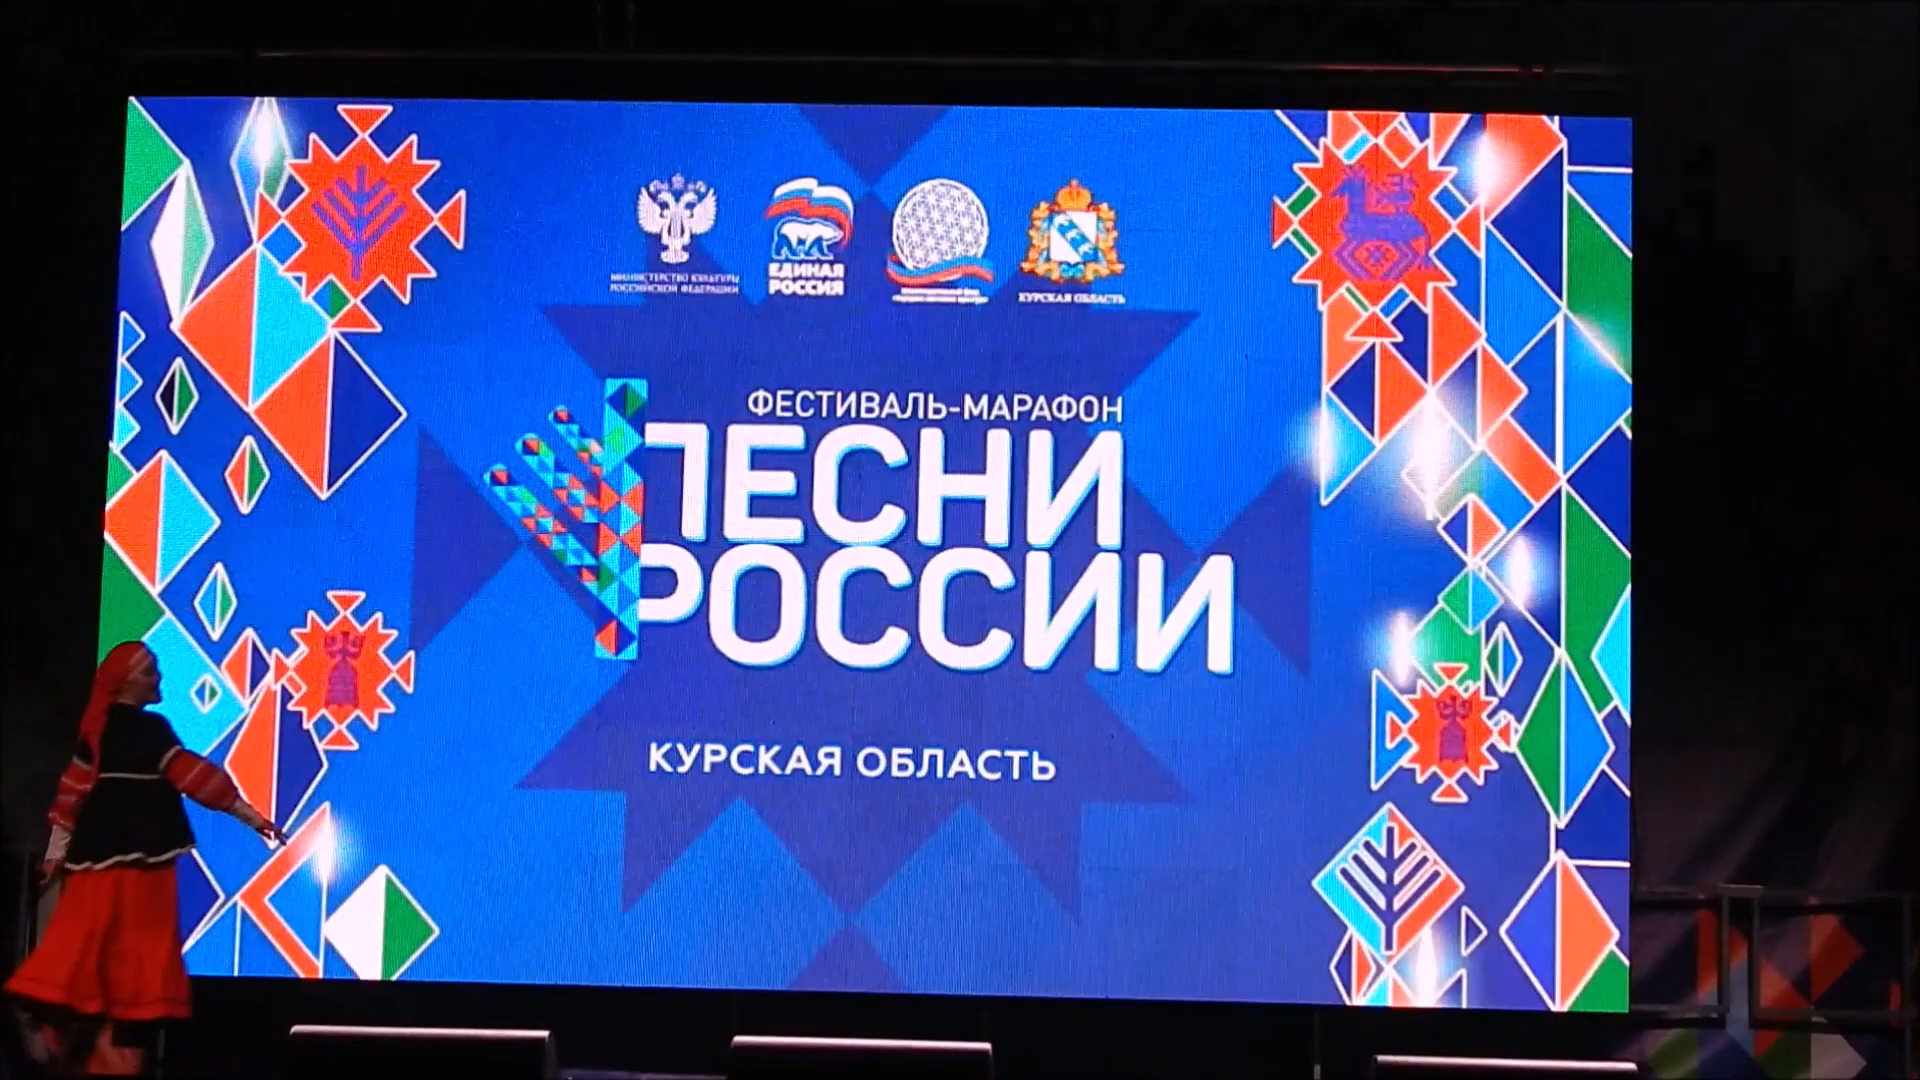 МИНИСТЕРСТВО КУЛЬТУРЫ
РОССИЙСКОЙ ФЕДЕРАЦИИ
ЕДИНАЯ
РОССИЯ
КУРСКАЯ ОБЛАСТЬ
ФЕСТИВАЛЬ-МАРАФОН
ПЕСНИ
РОССИИ
КУРСКАЯ ОБЛАСТЬ